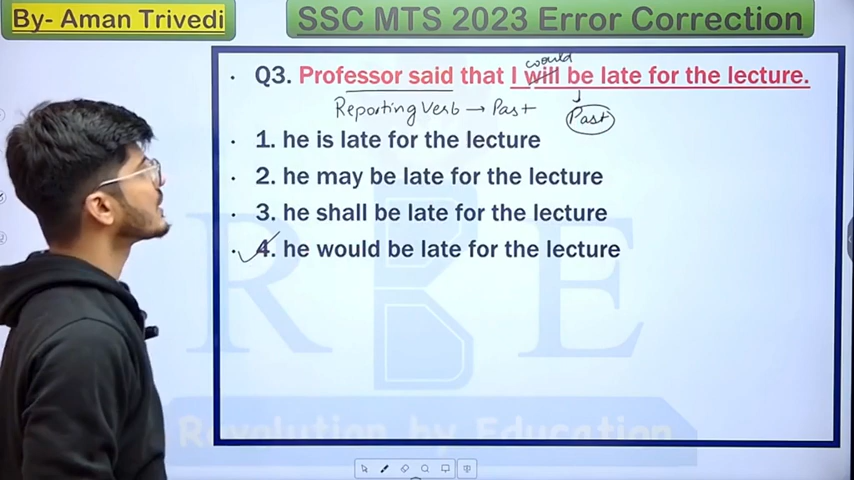 By- Aman Trivedi
SSC MTS 2023 Error Correction
would
· Q3. Professor said that I will be late for the lecture.
Reporting Verb → Past
Past
· 1. he is late for the lecture
· 2. he may be late for the lecture
· 3. he shall be late for the lecture
· 4. he would be late for the lecture
RBE
Revolution by Education